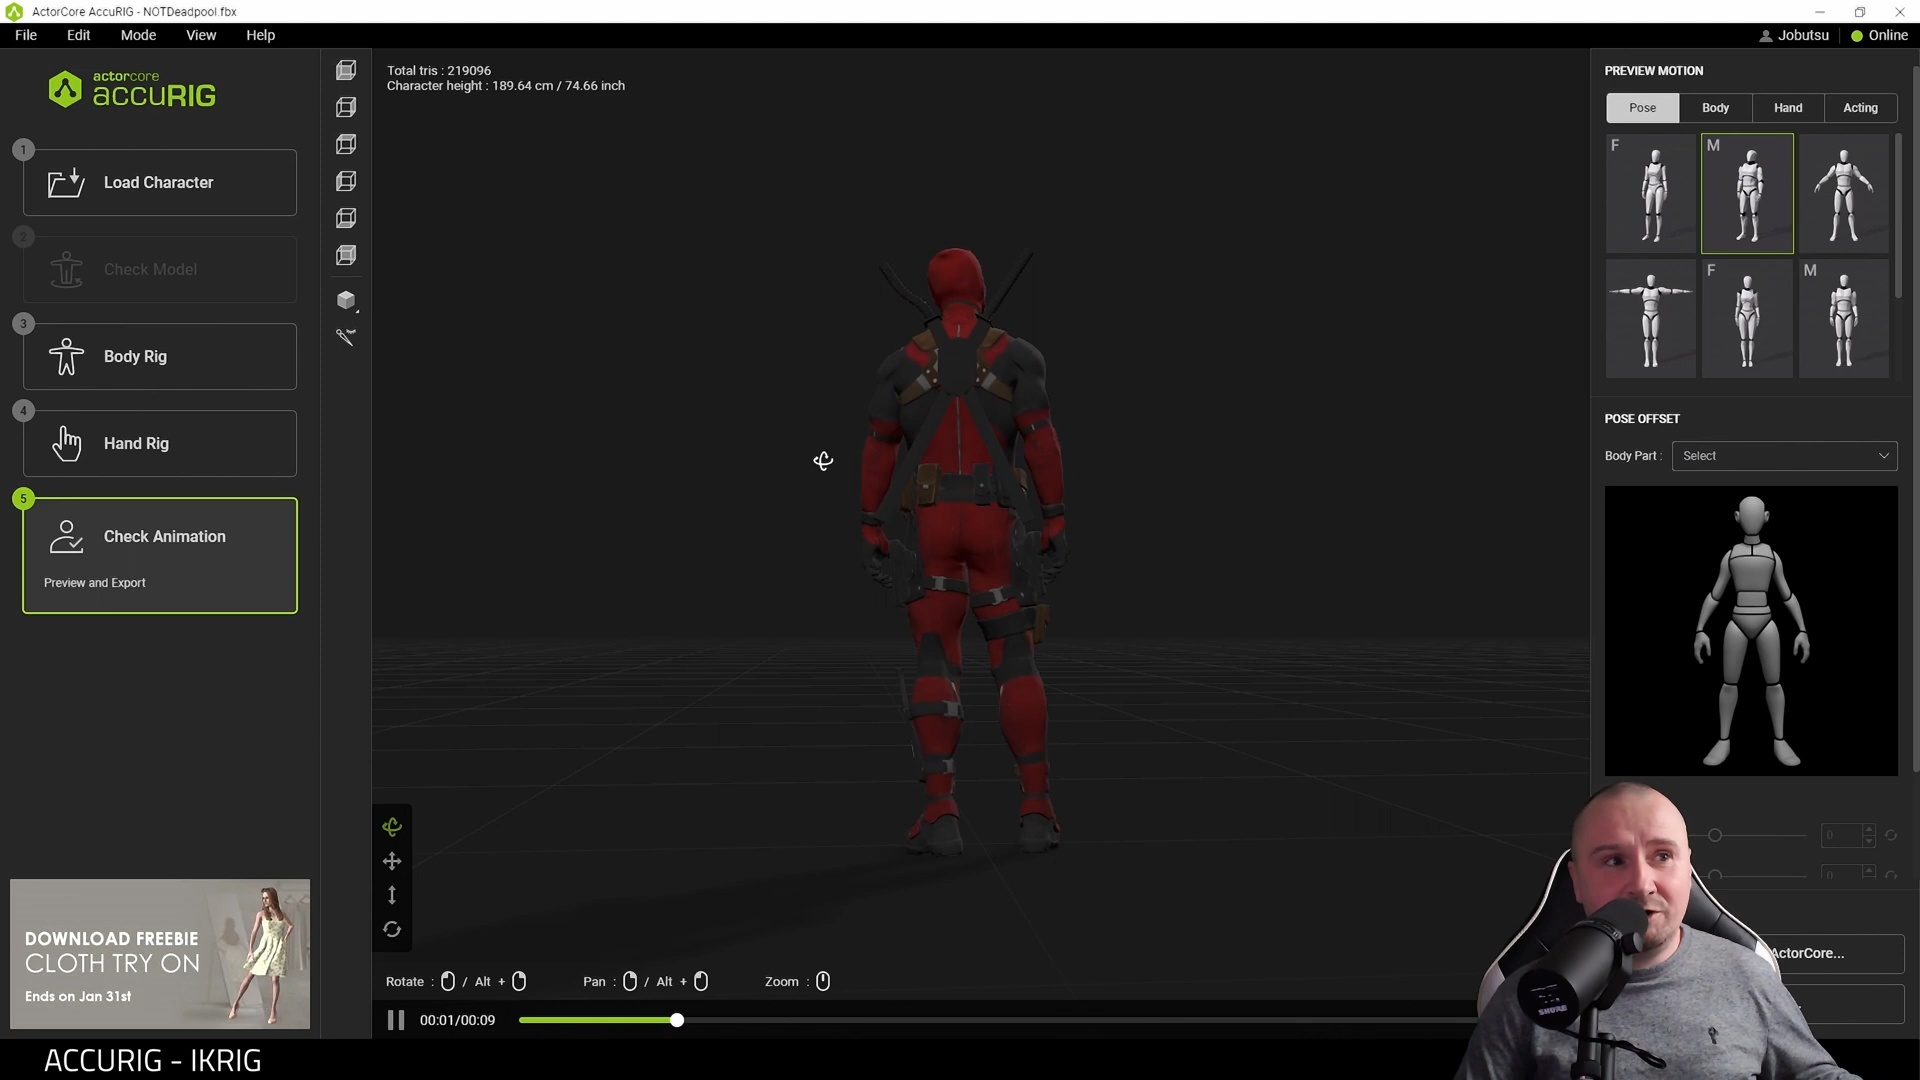 ActorCore AccuRIG - NOTDeadpool.fbx
File Edit Mode View Help
Jobutsu Online
actorcore
accuRIG
1
Load Character
2
Check Model
3
Body Rig
4
Hand Rig
5
Check Animation
Preview and Export
DOWNLOAD FREEBIE
CLOTH TRY ON
Ends on Jan 31st
Total tris : 219096
Character height : 189.64 cm / 74.66 inch
Rotate : / Alt + Pan : / Alt + Zoom :
00:01/00:09
PREVIEW MOTION
Pose Body Hand Acting
F M
F M
POSE OFFSET
Body Part : Select
0
0
ActorCore...
SHURE
ACCURIG - IKRIG